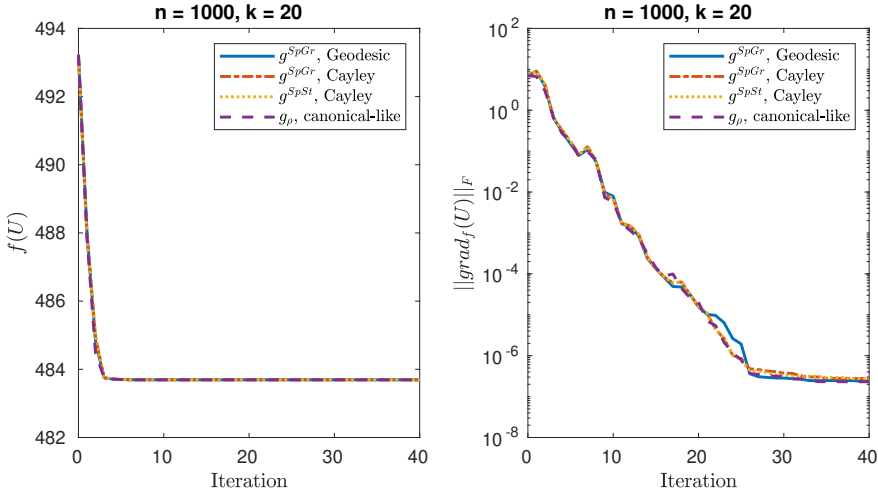 n = 1000, k = 20
494
492
490
488
486
484
482
0
10
20
30
40
f(U)
Iteration
g^{SpGr}, Geodesic
g^{SpGr}, Cayley
g^{SpSt}, Cayley
g_ρ, canonical-like
n = 1000, k = 20
10^2
10^0
10^{-2}
10^{-4}
10^{-6}
10^{-8}
0
10
20
30
40
||grad_f(U)||_F
Iteration
g^{SpGr}, Geodesic
g^{SpGr}, Cayley
g^{SpSt}, Cayley
g_ρ, canonical-like